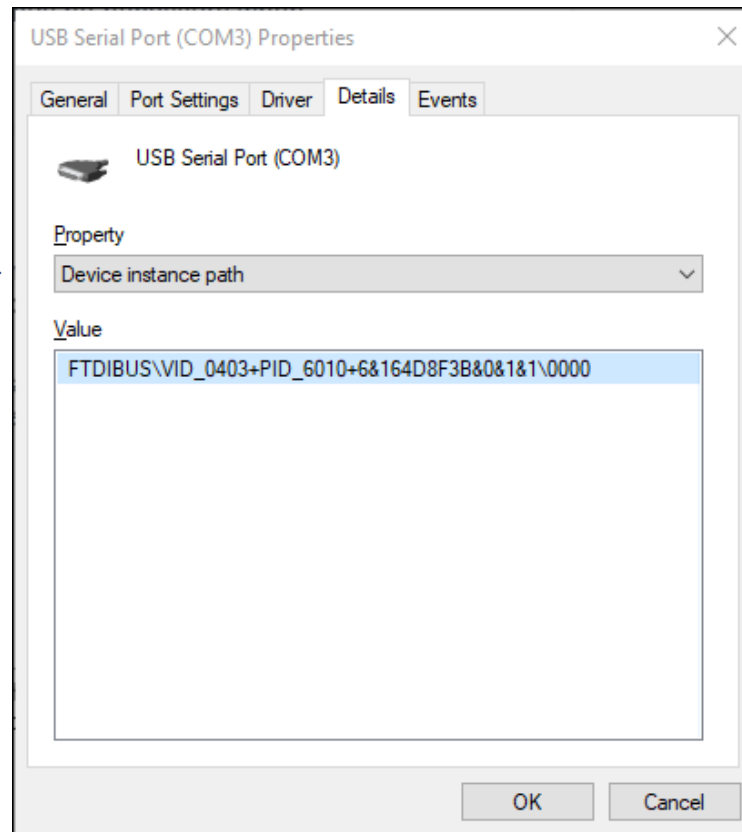 USB Serial Port (COM3) Properties
General Port Settings Driver Details Events
USB Serial Port (COM3)
Property
Device instance path
Value
FTDIBUS\VID_0403+PID_6010+6&164D8F3B&0&1&1\0000
OK Cancel